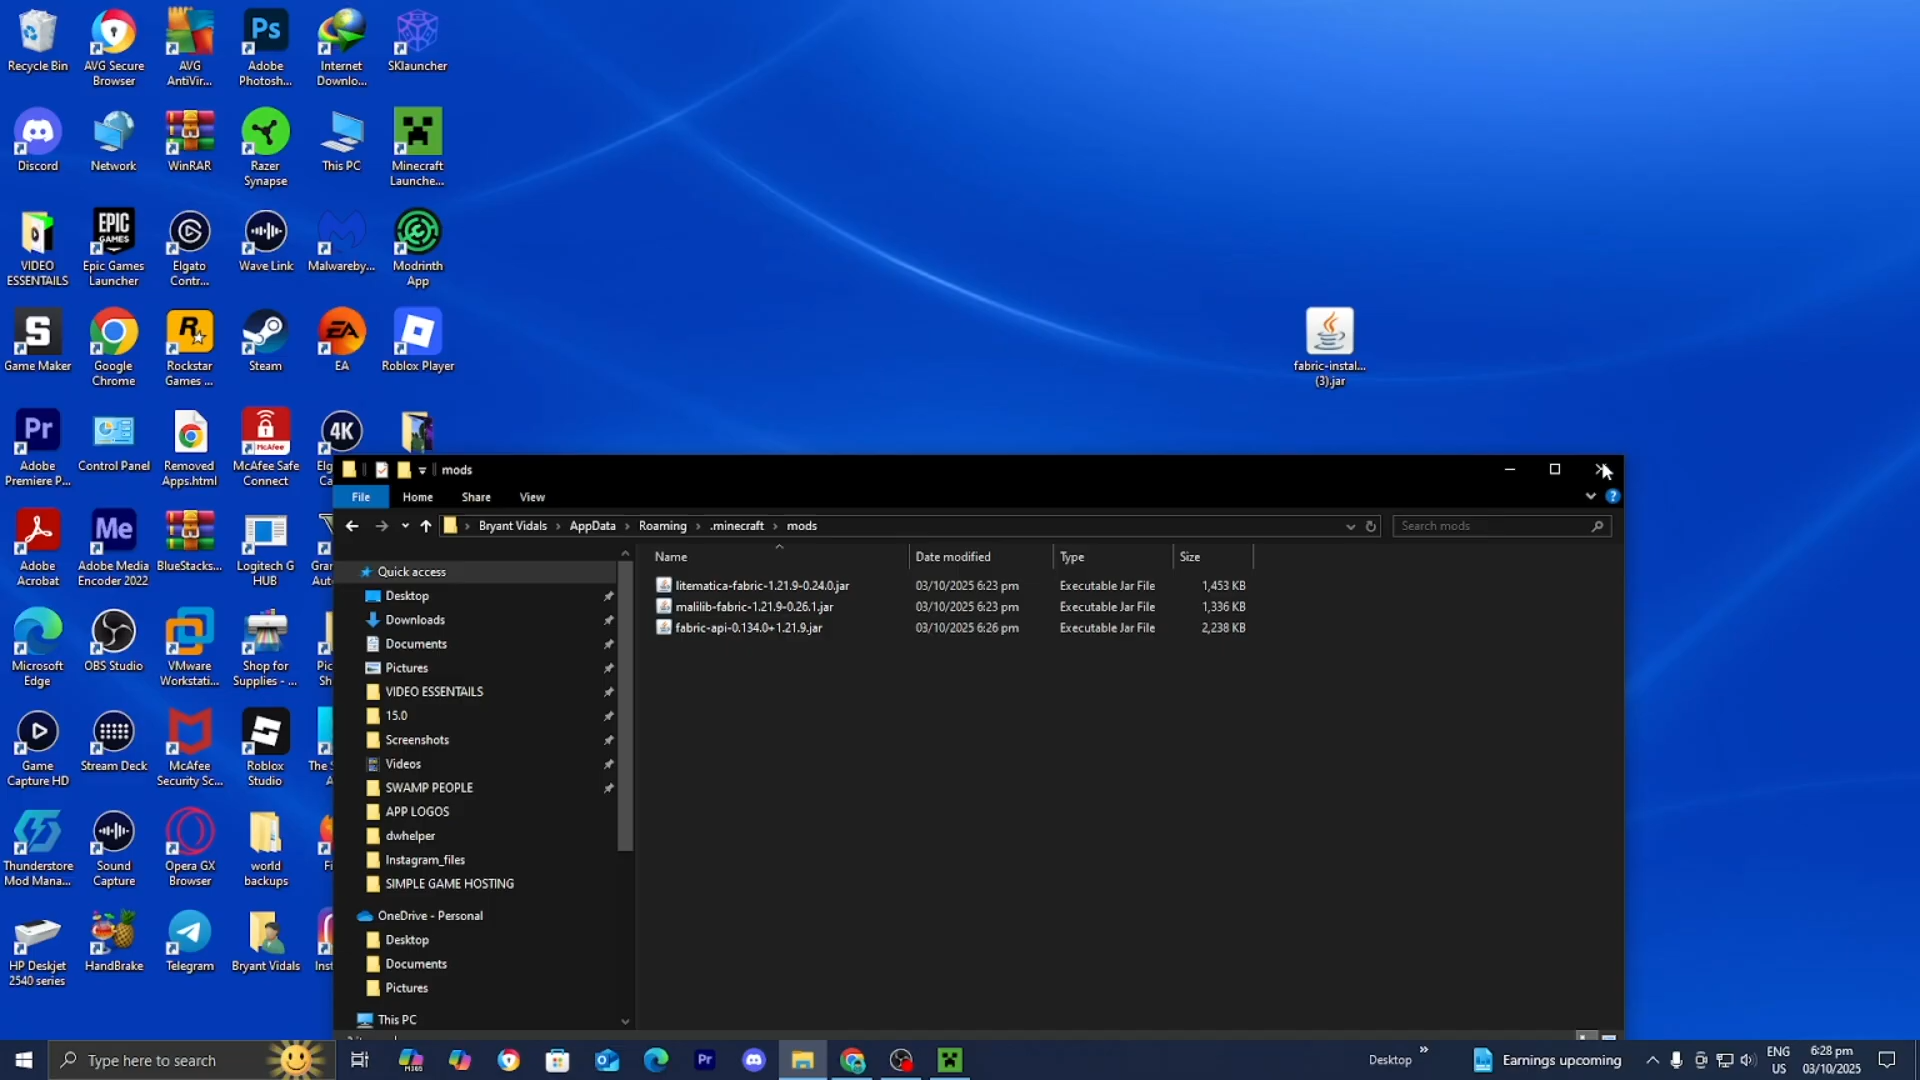 Recycle Bin
AVG Secure
Browser
AVG
AntiVir...
Adobe
Photosh...
Internet
Downlo...
SKlauncher
Discord
Network
WinRAR
Razer
Synapse
This PC
Minecraft
Launche...
VIDEO
ESSENTAILS
Epic Games
Launcher
Elgato
Contr...
Wave Link
Malwareby...
Modrinth
App
Game Maker
Google
Chrome
Rockstar
Games ...
Steam
EA
Roblox Player
fabric-instal...
(3).jar
Adobe
Premiere P...
Control Panel
Removed
Apps.html
McAfee Safe
Connect
mods
File
Home
Share
View
Bryant Vidals
AppData
Roaming
.minecraft
mods
Search mods
Name
Date modified
Type
Size
litematica-fabric-1.21.9-0.24.0.jar
03/10/2025 6:23 pm
Executable Jar File
1,453 KB
malilib-fabric-1.21.9-0.26.1.jar
03/10/2025 6:23 pm
Executable Jar File
1,336 KB
fabric-api-0.134.0+1.21.9.jar
03/10/2025 6:26 pm
Executable Jar File
2,238 KB
Quick access
Desktop
Downloads
Documents
Pictures
VIDEO ESSENTAILS
15.0
Screenshots
Videos
SWAMP PEOPLE
APP LOGOS
dwhelper
Instagram_files
SIMPLE GAME HOSTING
OneDrive - Personal
Desktop
Documents
Pictures
This PC
Adobe
Acrobat
Adobe Media
Encoder 2022
BlueStacks...
Logitech G
HUB
Microsoft
Edge
OBS Studio
VMware
Workstati...
Shop for
Supplies - ...
Game
Capture HD
Stream Deck
McAfee
Security Sc...
Roblox
Studio
Thunderstore
Mod Mana...
Sound
Capture
Opera GX
Browser
world
backups
HP Deskjet
2540 series
HandBrake
Telegram
Bryant Vidals
Type here to search
Desktop
Earnings upcoming
ENG
US
6:28 pm
03/10/2025